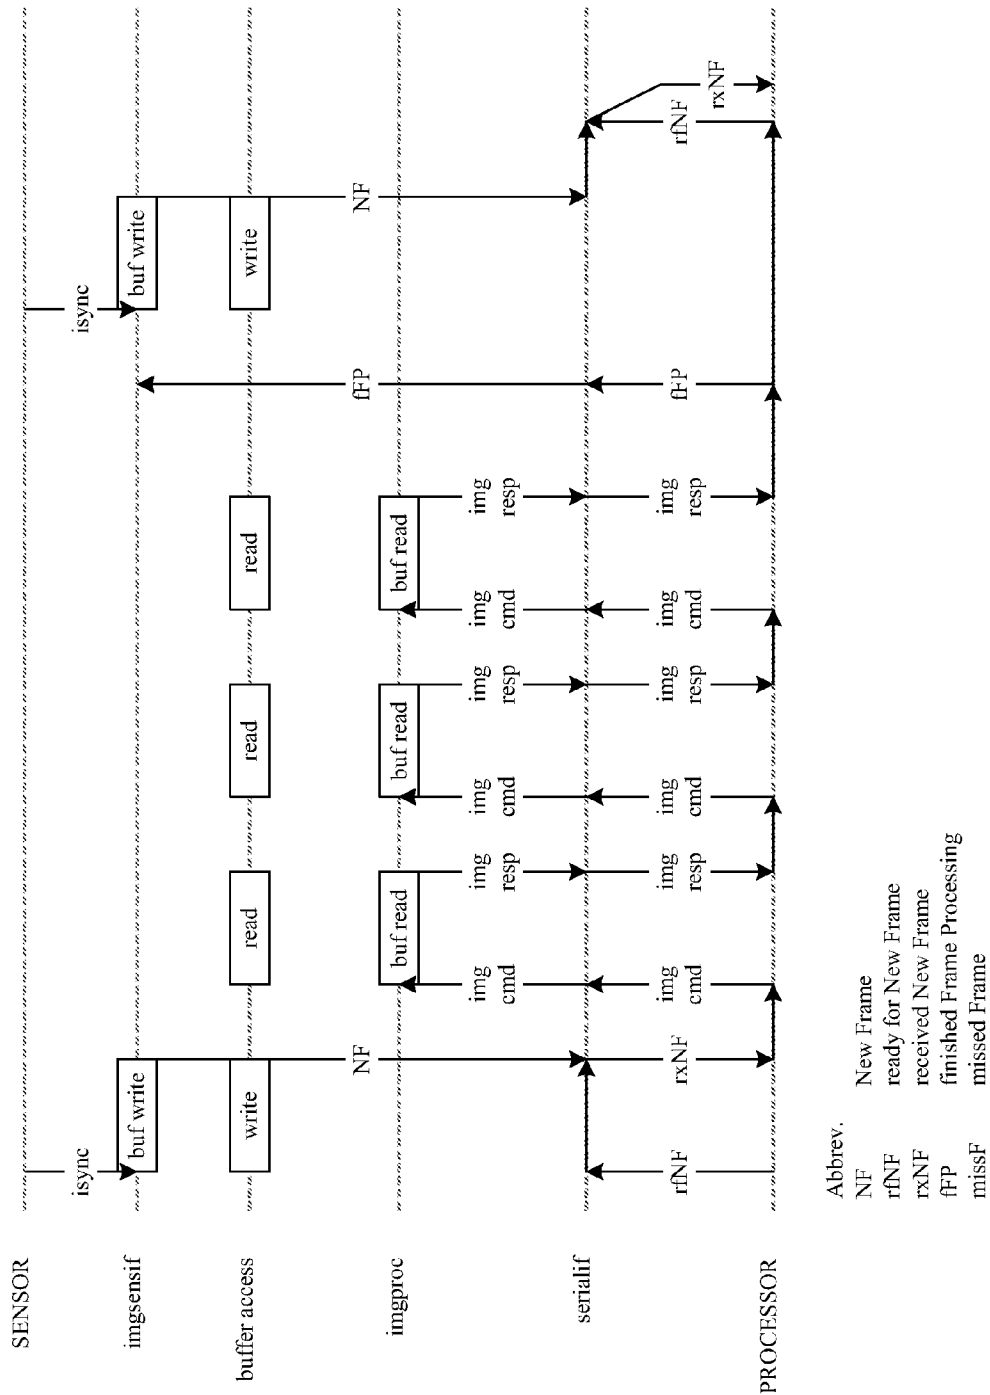 SENSOR
isync
isync
imgsensif
buf write
buf write
buffer access
write
read
read
read
write
NF
fFP
NF
imgproc
buf read
buf read
buf read
img
cmd
img
resp
img
cmd
img
resp
img
cmd
img
resp
serialif
rfNF
rxNF
img
cmd
img
resp
img
cmd
img
resp
img
cmd
img
resp
fFP
rfNF
rxNF
PROCESSOR
Abbrev.
NF New Frame
rfNF ready for New Frame
rxNF received New Frame
fFP finished Frame Processing
missF missed Frame